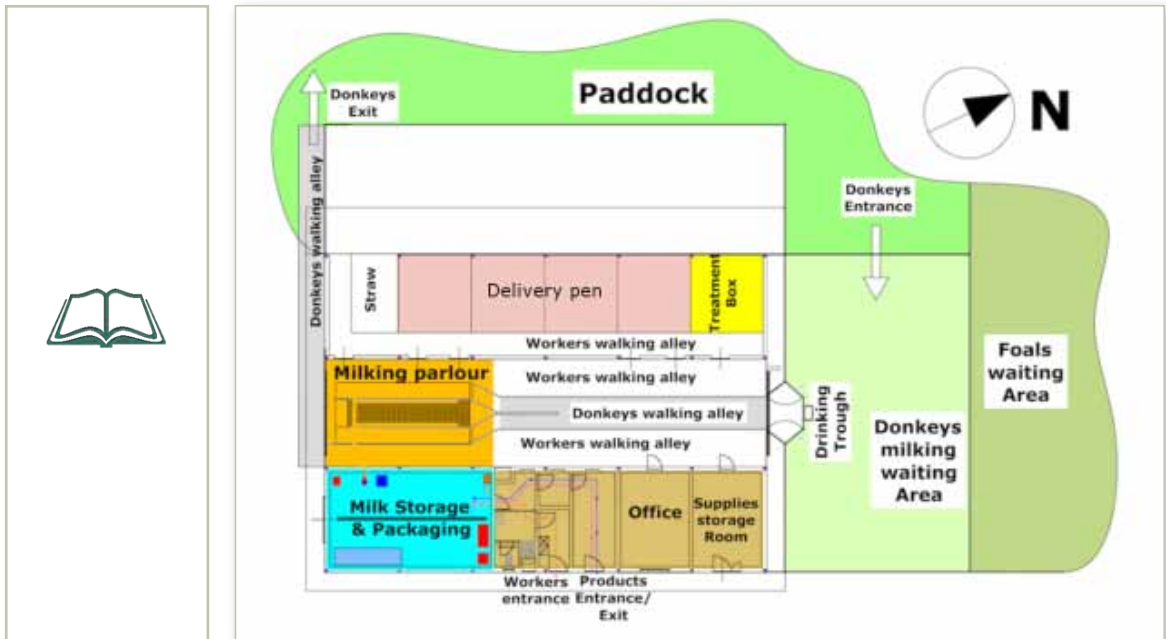 Paddock
N
Donkeys
Exit
Donkeys walking alley
Donkeys
Entrance
Straw
Delivery pen
Treatment
Box
Workers walking alley
Milking parlour
Workers walking alley
Donkeys walking alley
Workers walking alley
Drinking
Trough
Donkeys
milking
waiting
Area
Foals
waiting
Area
Milk Storage
& Packaging
Office
Supplies
storage
Room
Workers
entrance
Products
Entrance/
Exit